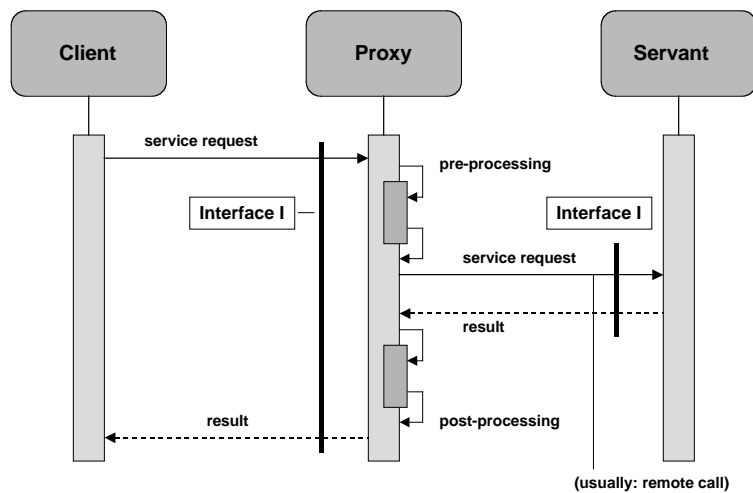 Client
Proxy
Servant
service request
pre-processing
Interface I
Interface I
service request
result
result
post-processing
(usually: remote call)